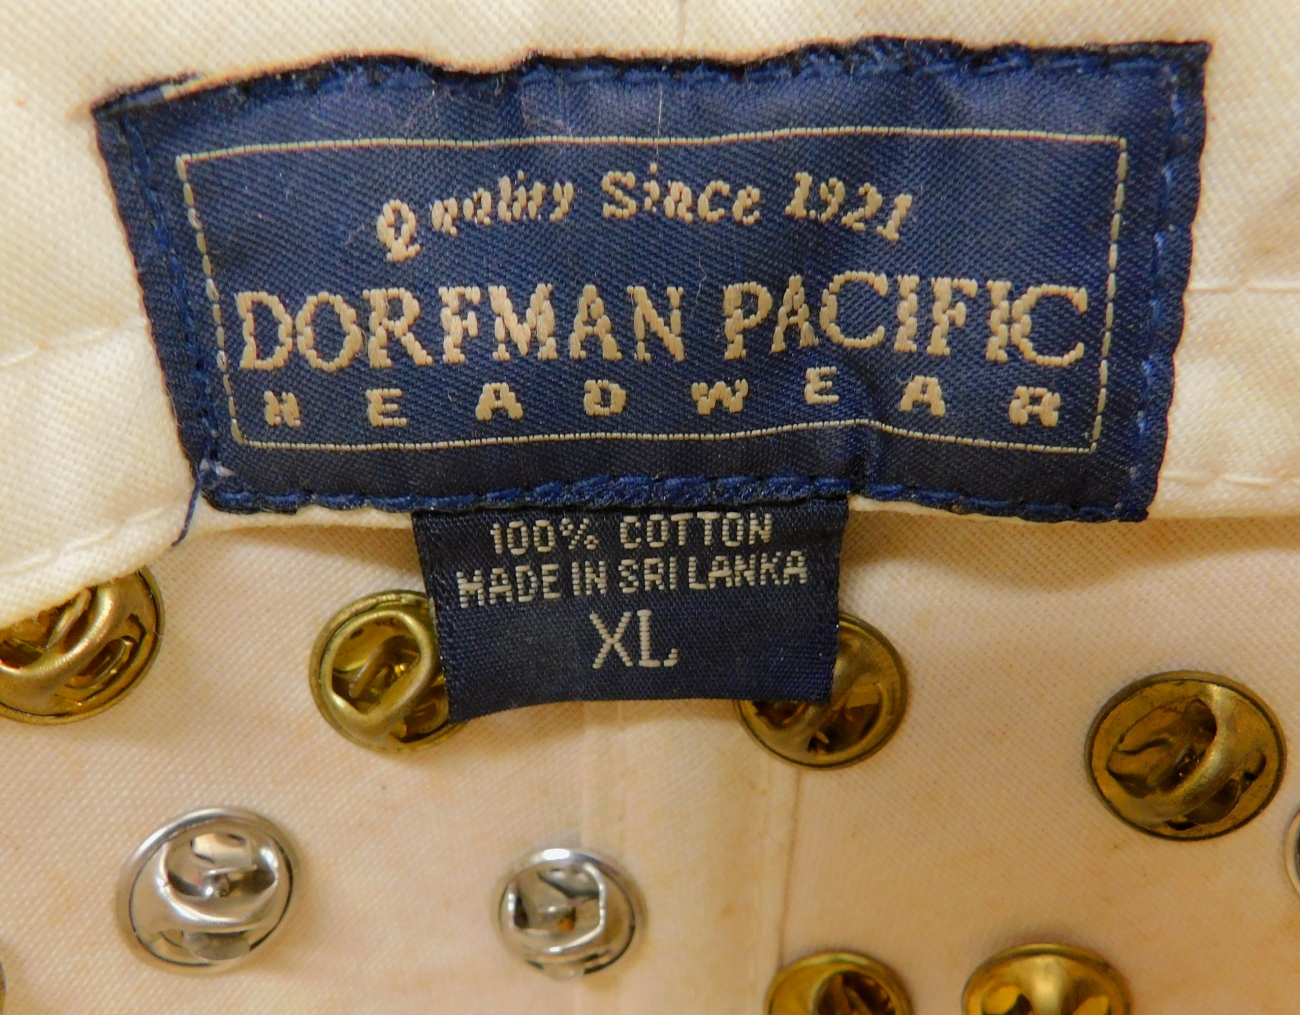 Quality Since 1921
DORFMAN PACIFIC
HEADWEAR
100% COTTON
MADE IN SRI LANKA
XL